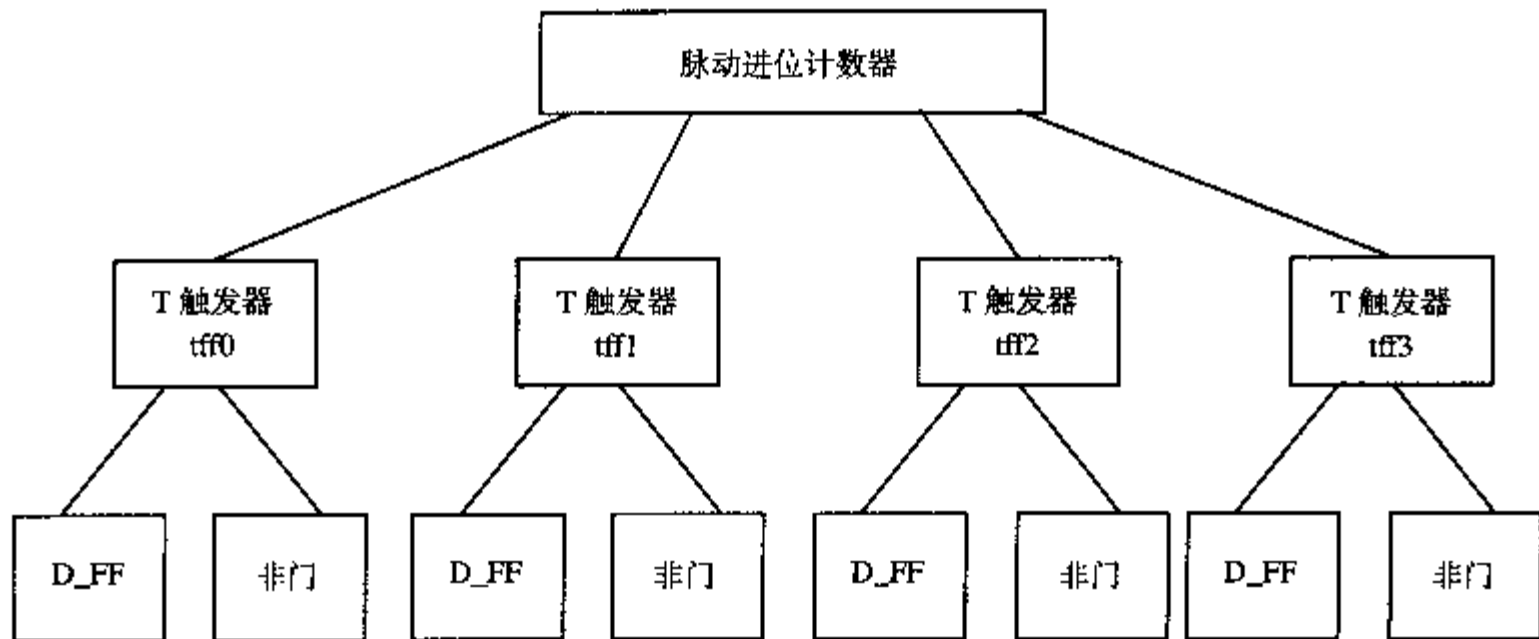 脉动进位计数器
T 触发器
tff0
T 触发器
tff1
T 触发器
tff2
T 触发器
tff3
D_FF
非门
D_FF
非门
D_FF
非门
D_FF
非门